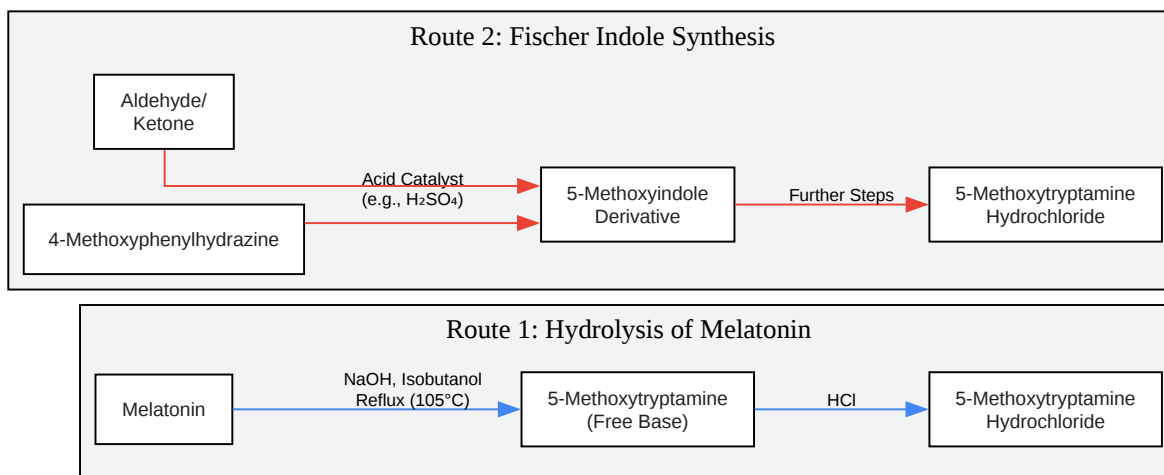 Route 2: Fischer Indole Synthesis
Aldehyde/
Ketone
4-Methoxyphenylhydrazine
Acid Catalyst
(e.g., H₂SO₄)
5-Methoxyindole
Derivative
Further Steps
5-Methoxytryptamine
Hydrochloride
Route 1: Hydrolysis of Melatonin
Melatonin
NaOH, Isobutanol
Reflux (105°C)
5-Methoxytryptamine
(Free Base)
HCl
5-Methoxytryptamine
Hydrochloride